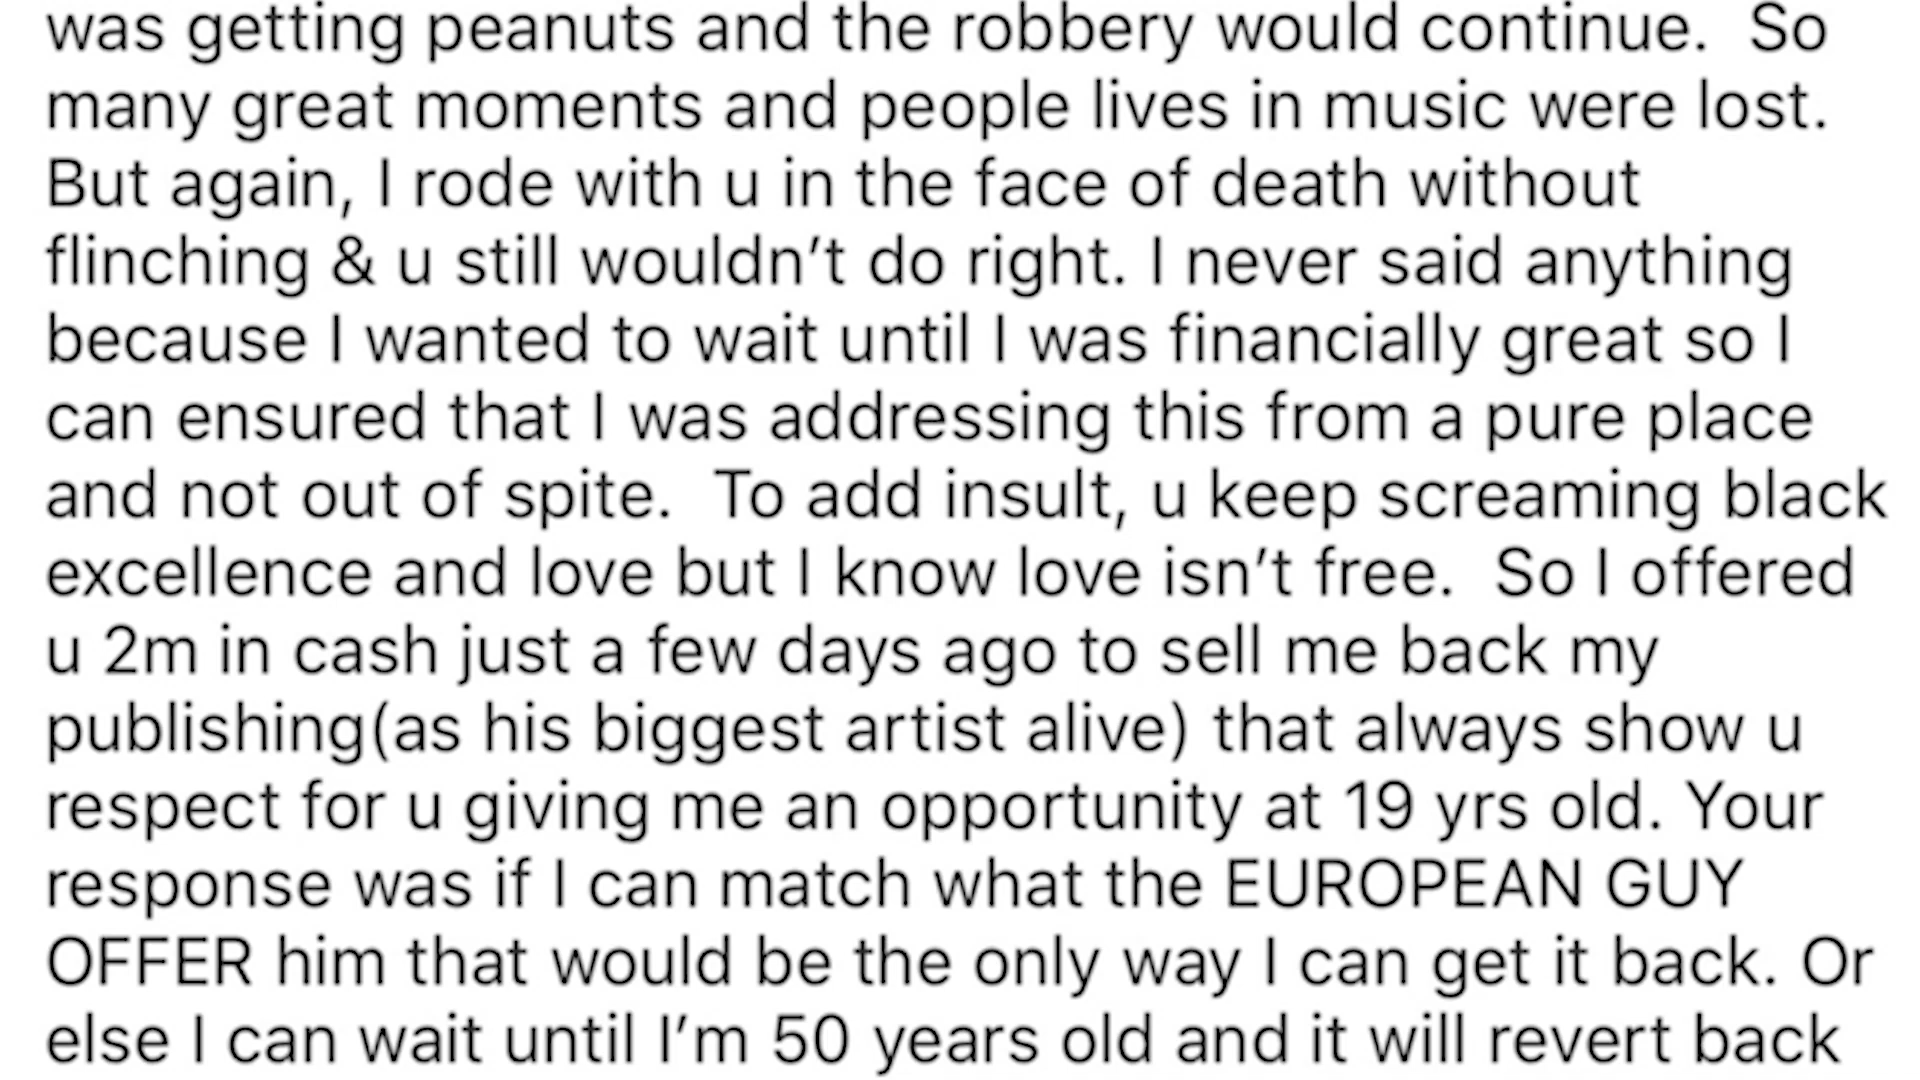 was getting peanuts and the robbery would continue.  So
many great moments and people lives in music were lost.
But again, I rode with u in the face of death without
flinching & u still wouldn’t do right. I never said anything
because I wanted to wait until I was financially great so I
can ensured that I was addressing this from a pure place
and not out of spite.  To add insult, u keep screaming black
excellence and love but I know love isn’t free.  So I offered
u 2m in cash just a few days ago to sell me back my
publishing(as his biggest artist alive) that always show u
respect for u giving me an opportunity at 19 yrs old. Your
response was if I can match what the EUROPEAN GUY
OFFER him that would be the only way I can get it back. Or
else I can wait until I’m 50 years old and it will revert back